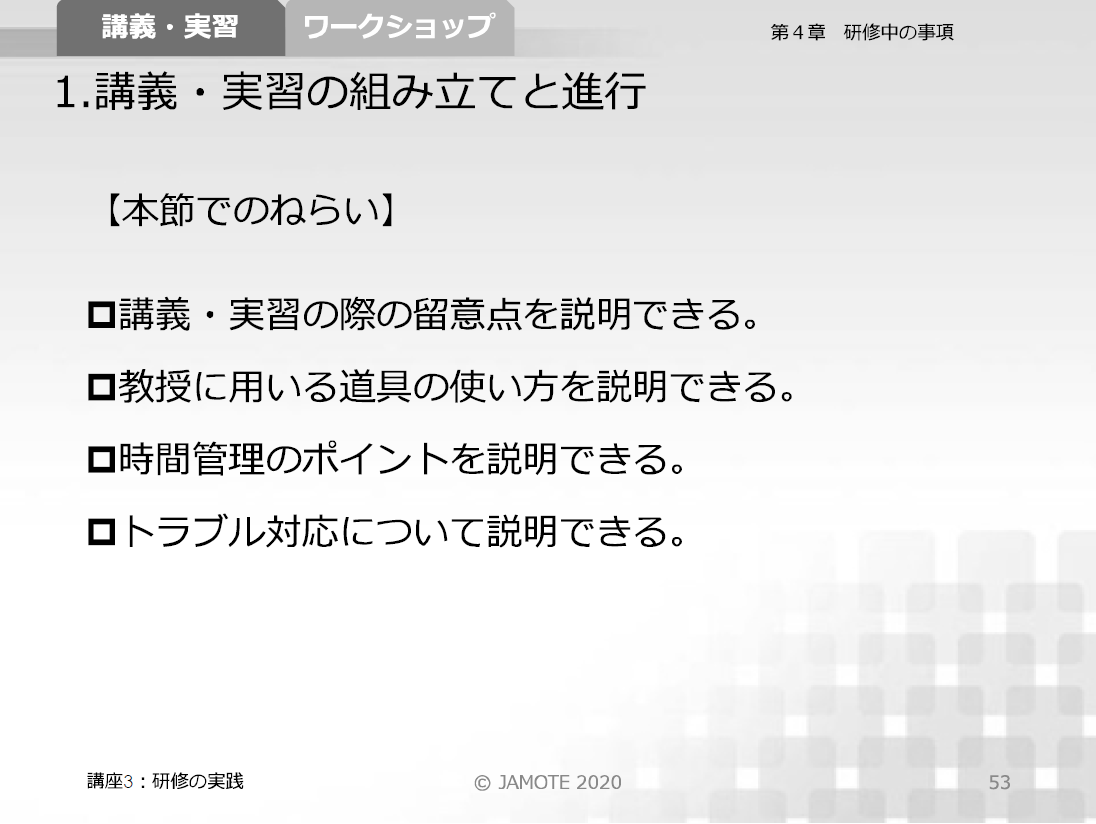 講義・実習
ワークショップ
第４章　研修中の事項
1.講義・実習の組み立てと進行
【本節でのねらい】
講義・実習の際の留意点を説明できる。
教授に用いる道具の使い方を説明できる。
時間管理のポイントを説明できる。
トラブル対応について説明できる。
講座3：研修の実践
© JAMOTE 2020
53